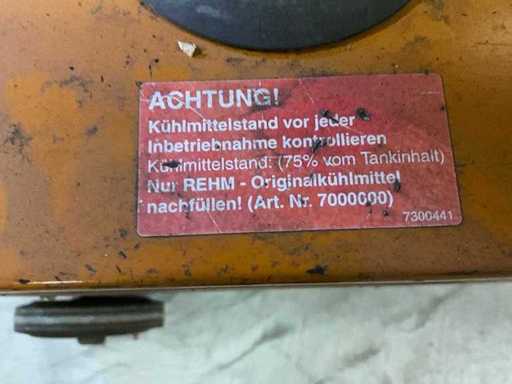 ACHTUNG!
Kühlmittelstand vor jeder
Inbetriebnahme kontrollieren
Kühlmittelstand: (75% vom Tankinhalt)
Nur REHM - Originalkühlmittel
nachfüllen! (Art. Nr. 7000000)
7300441